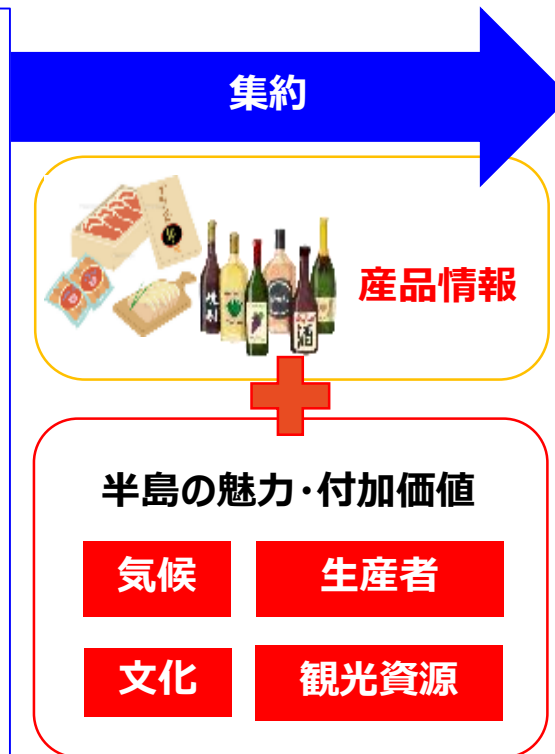 集約
産品情報
酒
半島の魅力・付加価値
気候
生産者
文化
観光資源